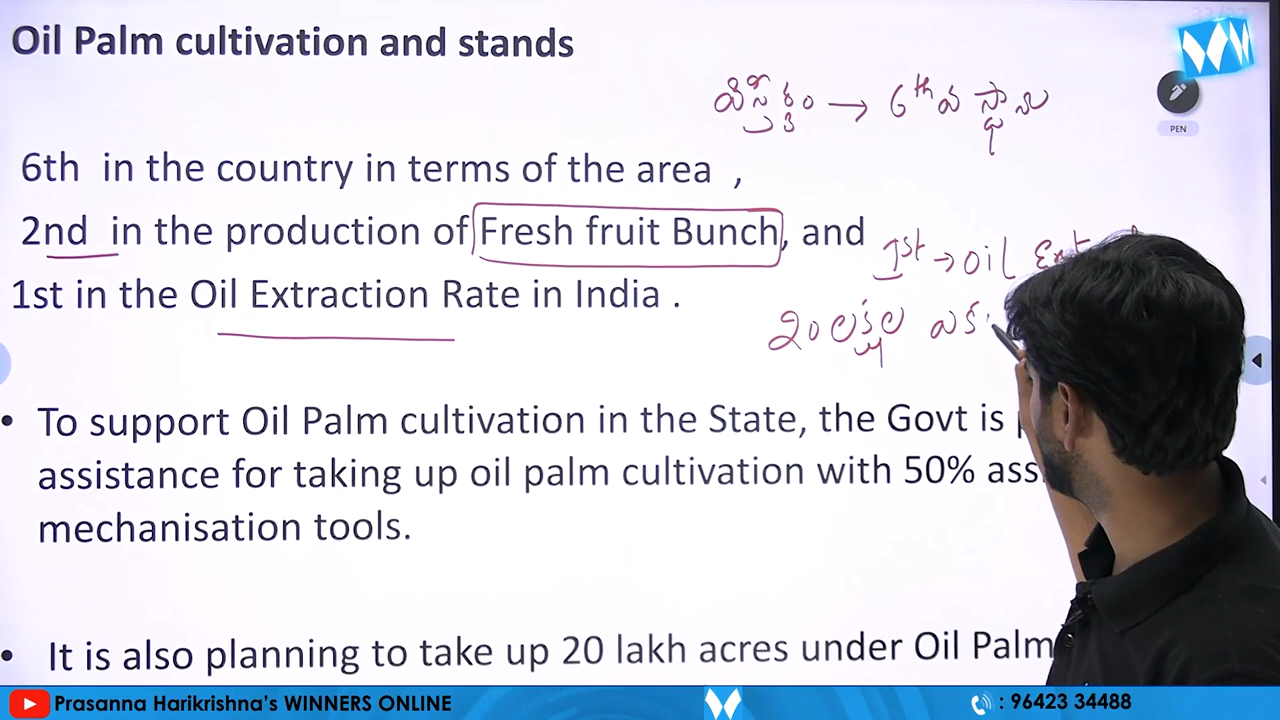 Oil Palm cultivation and stands
విస్తీర్ణం → 6th వ స్థానం
PEN
6th in the country in terms of the area ,
2nd in the production of Fresh fruit Bunch, and
1st → Oil
1st in the Oil Extraction Rate in India .
20 లక్షల ఎక
To support Oil Palm cultivation in the State, the Govt is
assistance for taking up oil palm cultivation with 50%
mechanisation tools.
It is also planning to take up 20 lakh acres under Oil Palm
Prasanna Harikrishna's WINNERS ONLINE
: 96423 34488